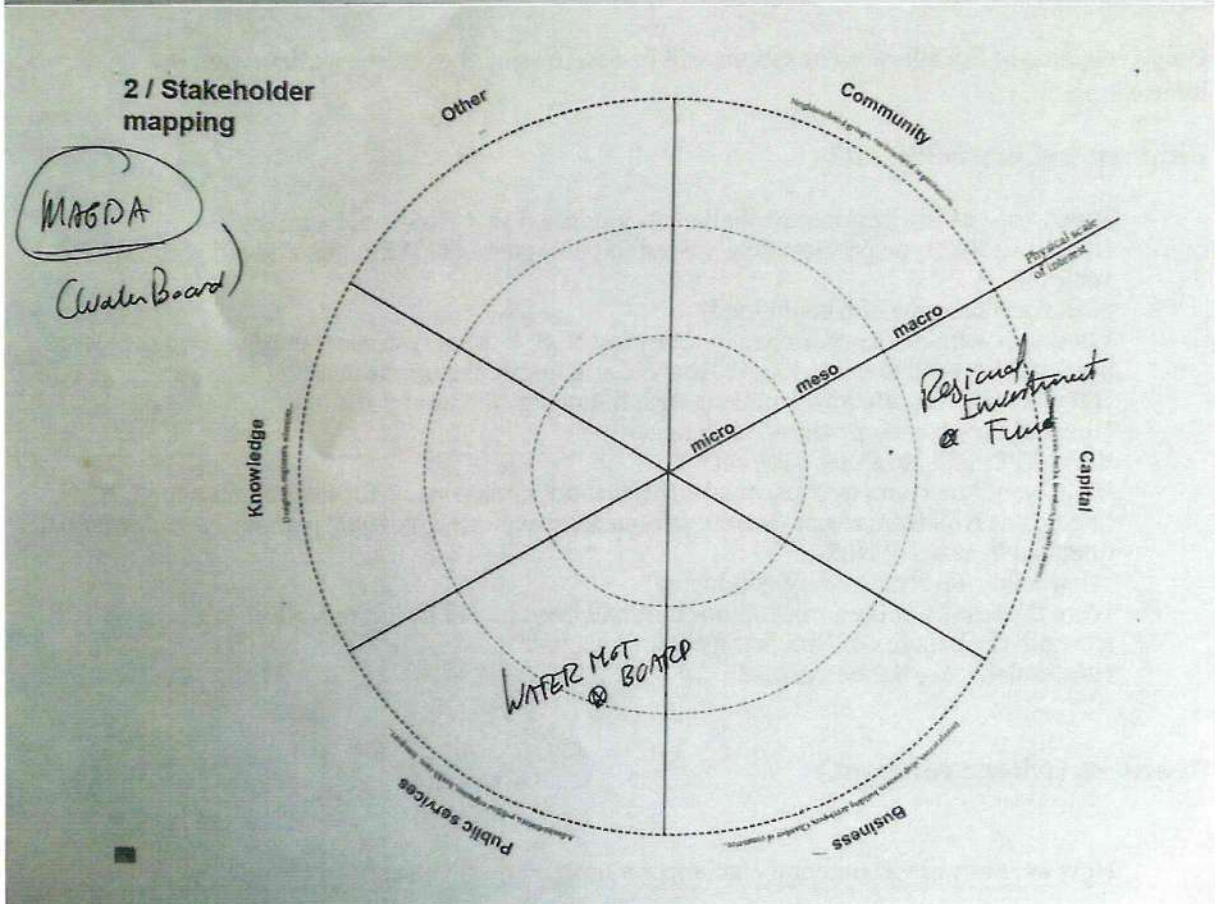 2 / Stakeholder
mapping
Other
Community
MAGDA
(Water Board)
Physical scale
of interest
macro
meso
micro
Regional
Investment
Fund
Knowledge
Capital
WATER MGT
BOARD
Public services
Business